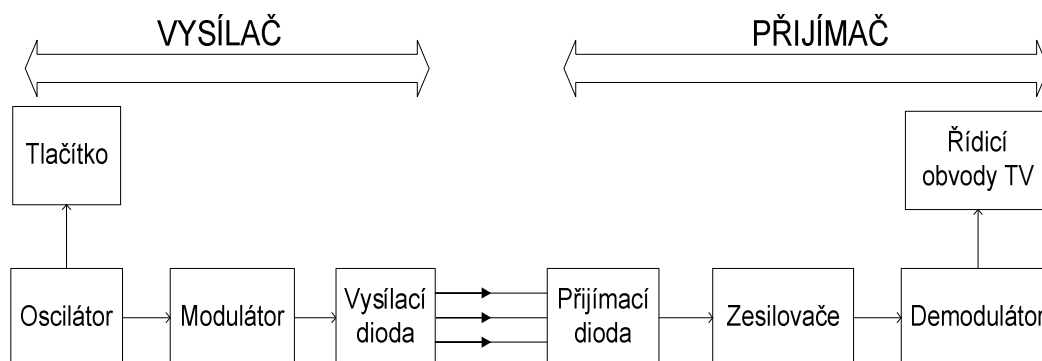 VYSÍLAČ
PŘIJÍMAČ
Tlačítko
Řídicí
obvody TV
Oscilátor
Modulátor
Vysílací
dioda
Přijímací
dioda
Zesilovače
Demodulátor